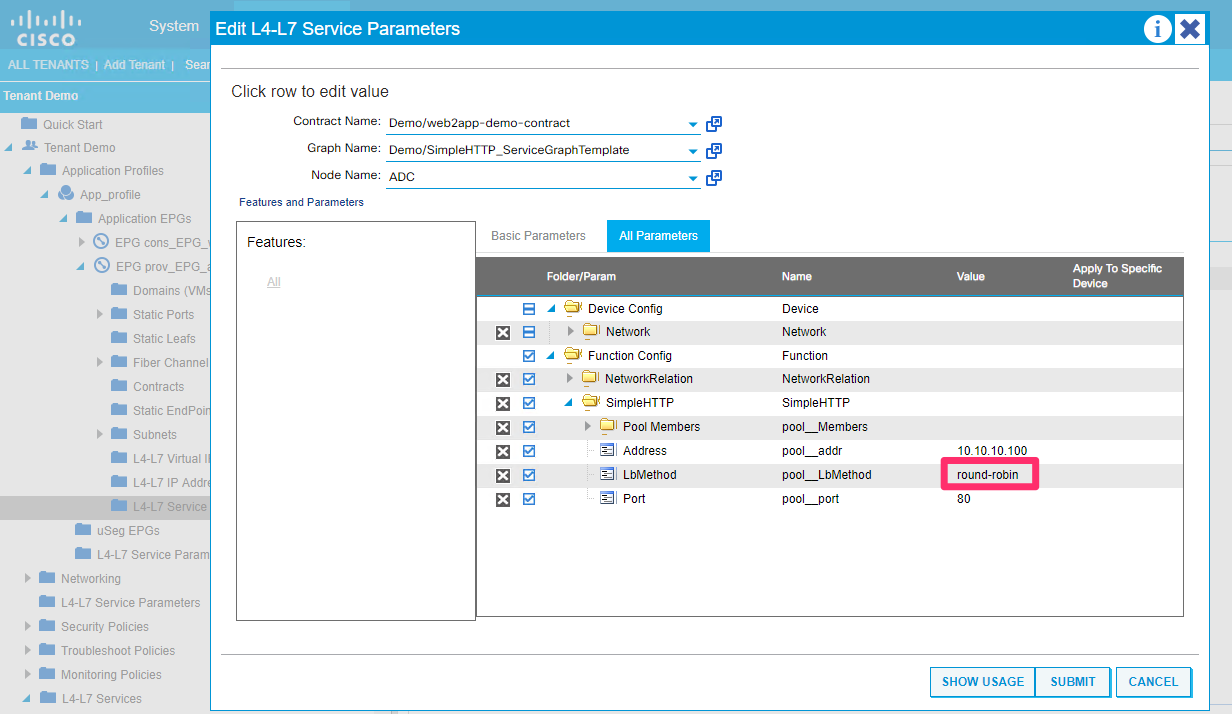 CISCO
System
ALL TENANTS | Add Tenant | Sear
Tenant Demo
Quick Start
Tenant Demo
Application Profiles
App_profile
Application EPGs
EPG cons_EPG_
EPG prov_EPG_a
Domains (VMs
Static Ports
Static Leafs
Fiber Channel
Contracts
Static EndPoin
Subnets
L4-L7 Virtual I
L4-L7 IP Addre
L4-L7 Service
uSeg EPGs
L4-L7 Service Param
Networking
L4-L7 Service Parameters
Security Policies
Troubleshoot Policies
Monitoring Policies
L4-L7 Services
Edit L4-L7 Service Parameters
Click row to edit value
Contract Name: Demo/web2app-demo-contract
Graph Name: Demo/SimpleHTTP_ServiceGraphTemplate
Node Name: ADC
Features and Parameters
Features:
All
Basic Parameters All Parameters
Folder/Param Name Value Apply To Specific Device
Device Config Device
Network Network
Function Config Function
NetworkRelation NetworkRelation
SimpleHTTP SimpleHTTP
Pool Members pool__Members
Address pool__addr 10.10.10.100
LbMethod pool__LbMethod round-robin
Port pool__port 80
SHOW USAGE SUBMIT CANCEL